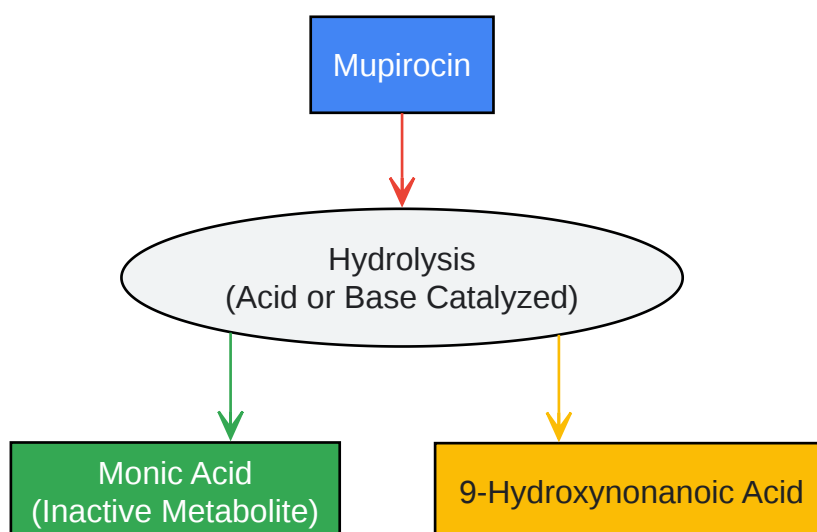 Mupirocin
Hydrolysis
(Acid or Base Catalyzed)
Monic Acid
(Inactive Metabolite)
9-Hydroxynonanoic Acid